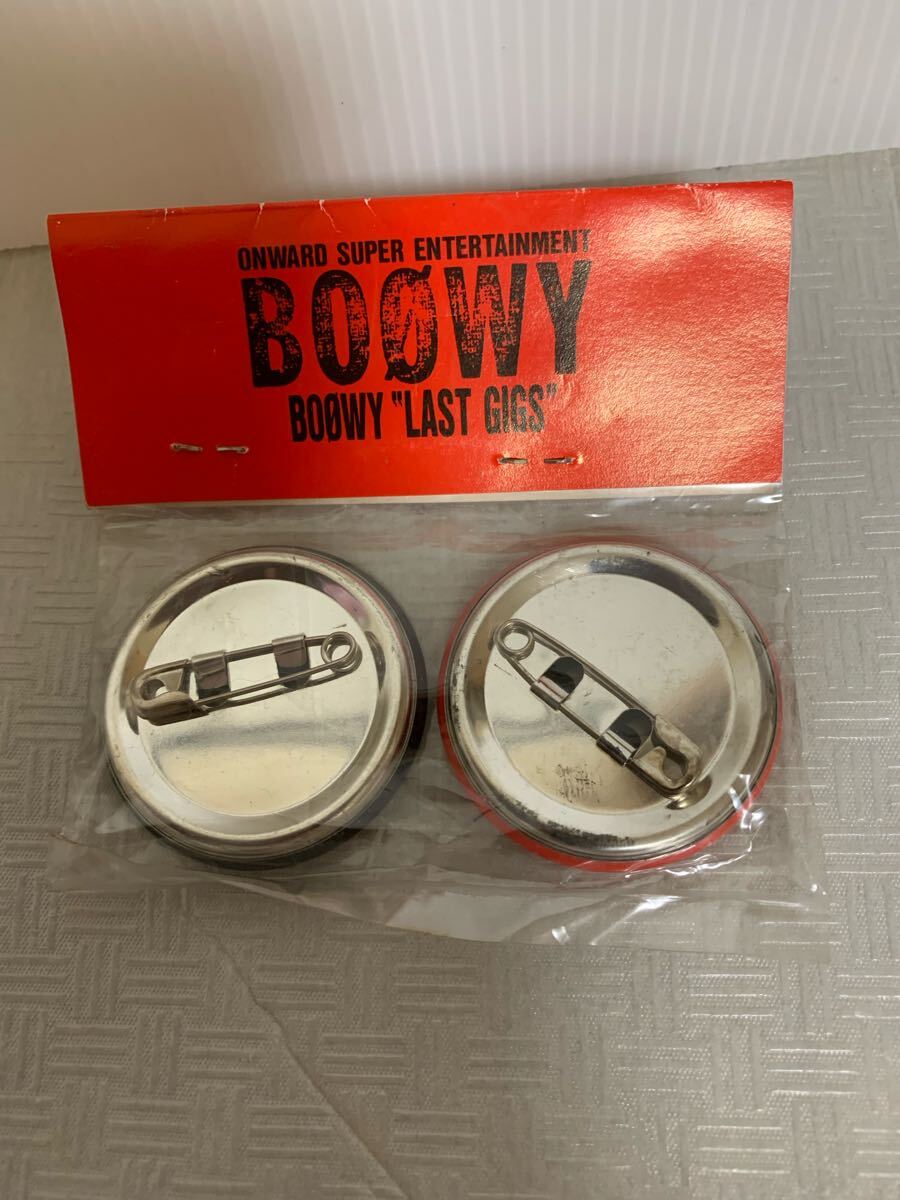 ONWARD SUPER ENTERTAINMENT
BOØWY
BOØWY "LAST GIGS"